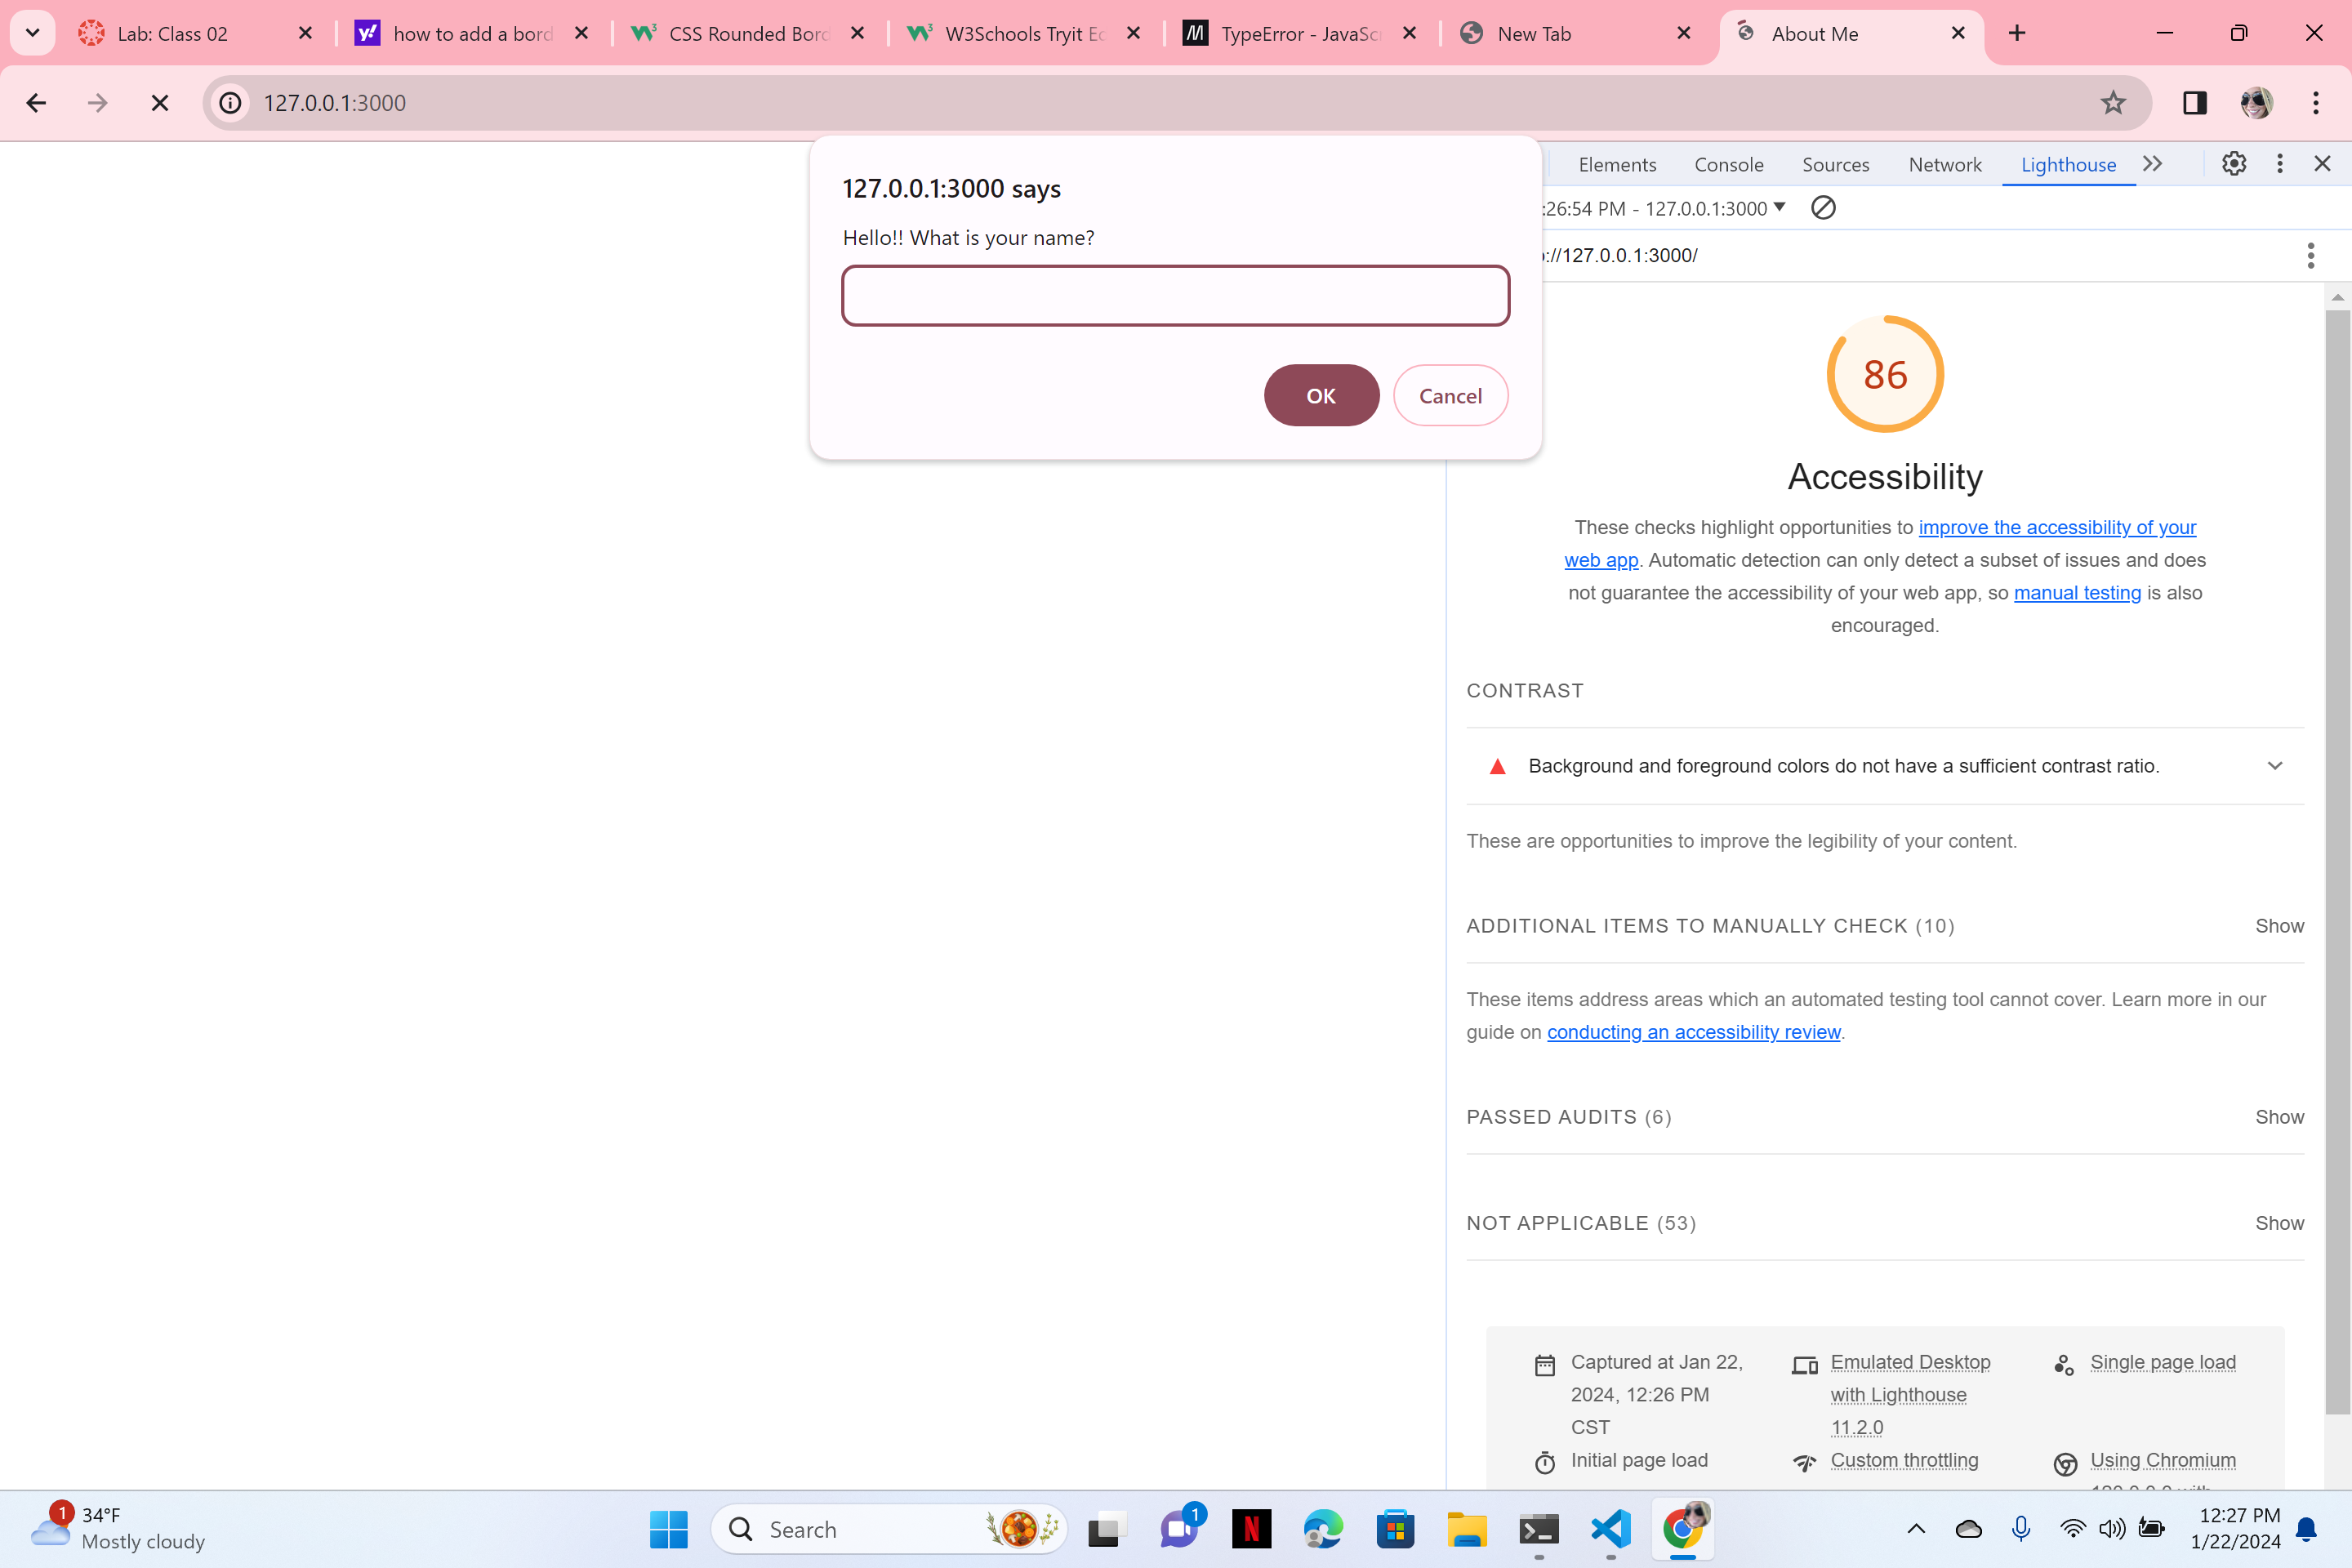 Lab: Class 02
how to add a bord
CSS Rounded Bord
W3Schools Tryit Ed
TypeError - JavaSc
New Tab
About Me
127.0.0.1:3000
127.0.0.1:3000 says
Hello!! What is your name?
OK
Cancel
Elements
Console
Sources
Network
Lighthouse
:26:54 PM - 127.0.0.1:3000
://127.0.0.1:3000/
86
Accessibility
These checks highlight opportunities to improve the accessibility of your
web app. Automatic detection can only detect a subset of issues and does
not guarantee the accessibility of your web app, so manual testing is also
encouraged.
CONTRAST
Background and foreground colors do not have a sufficient contrast ratio.
These are opportunities to improve the legibility of your content.
ADDITIONAL ITEMS TO MANUALLY CHECK (10)
Show
These items address areas which an automated testing tool cannot cover. Learn more in our
guide on conducting an accessibility review.
PASSED AUDITS (6)
Show
NOT APPLICABLE (53)
Show
Captured at Jan 22,
2024, 12:26 PM
CST
Emulated Desktop
with Lighthouse
11.2.0
Single page load
Initial page load
Custom throttling
Using Chromium
1
34°F
Mostly cloudy
Search
1
12:27 PM
1/22/2024